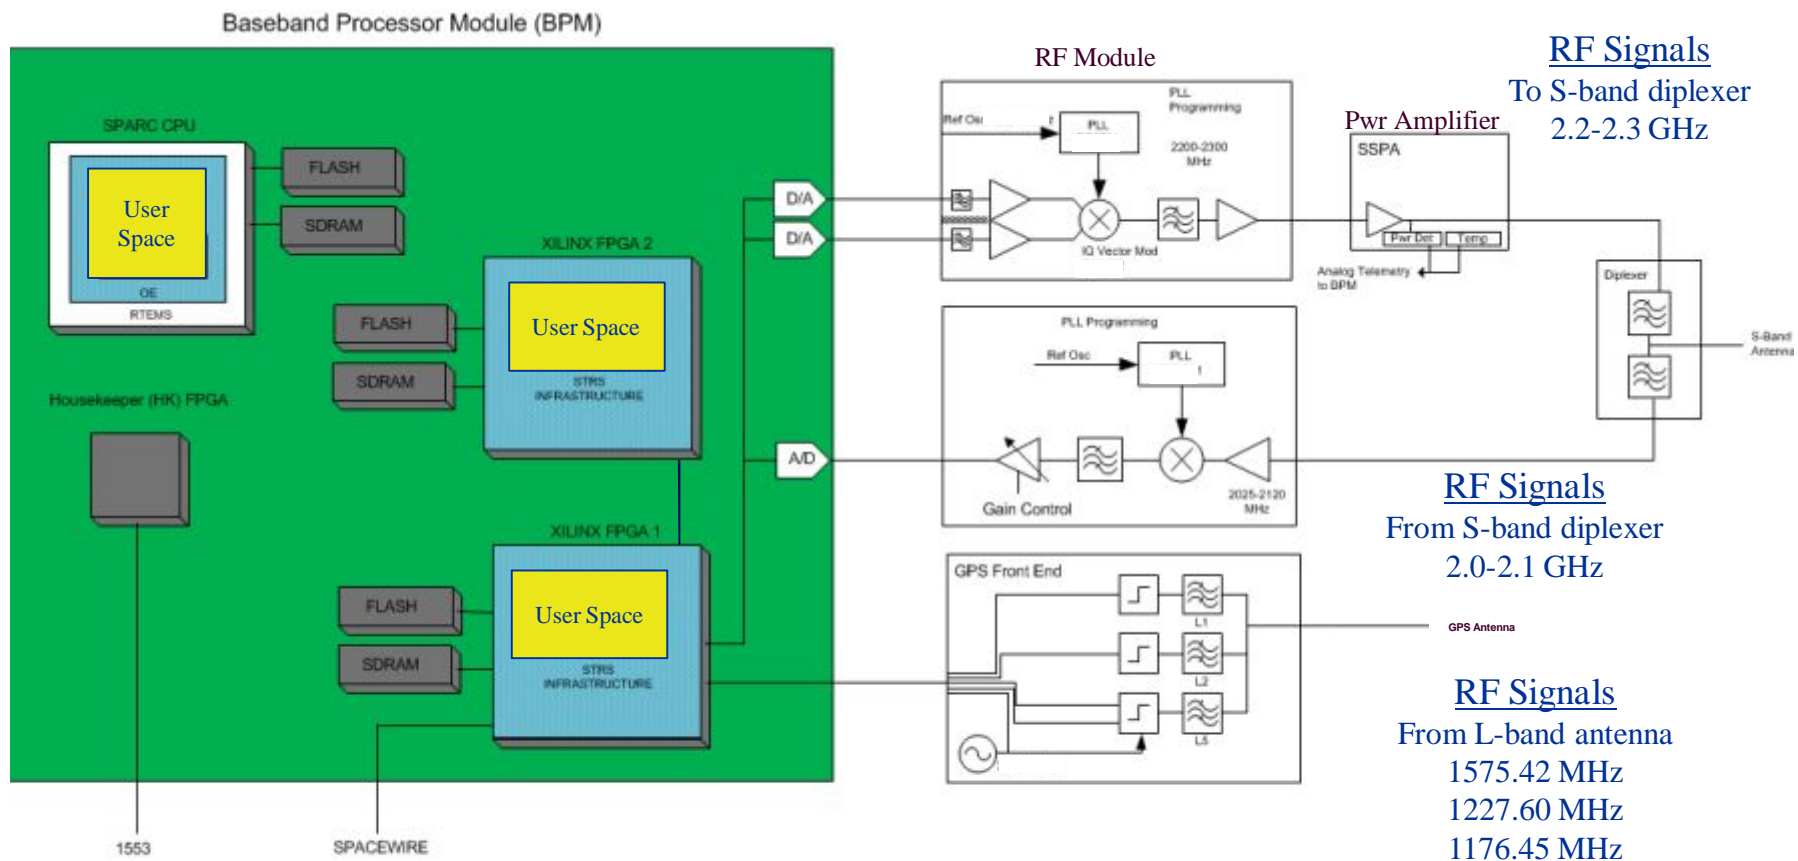 Baseband Processor Module (BPM)
SPARC CPU
User
Space
OE
RTEMS
FLASH
SDRAM
XILINX FPGA 2
User Space
STRS
INFRASTRUCTURE
FLASH
SDRAM
Housekeeper (HK) FPGA
XILINX FPGA 1
User Space
STRS
INFRASTRUCTURE
FLASH
SDRAM
1553
SPACEWIRE
D/A
D/A
A/D
RF Module
PLL
Programming
Ref Osc
PLL
2200-2300
MHz
IQ Vector Mod
Pwr Amplifier
SSPA
Pwr Det
Temp
Analog Telemetry
to BPM
RF Signals
To S-band diplexer
2.2-2.3 GHz
Diplexer
S-Band
Antenna
PLL Programming
Ref Osc
PLL
Gain Control
2025-2120
MHz
RF Signals
From S-band diplexer
2.0-2.1 GHz
GPS Front End
L1
L2
L5
GPS Antenna
RF Signals
From L-band antenna
1575.42 MHz
1227.60 MHz
1176.45 MHz